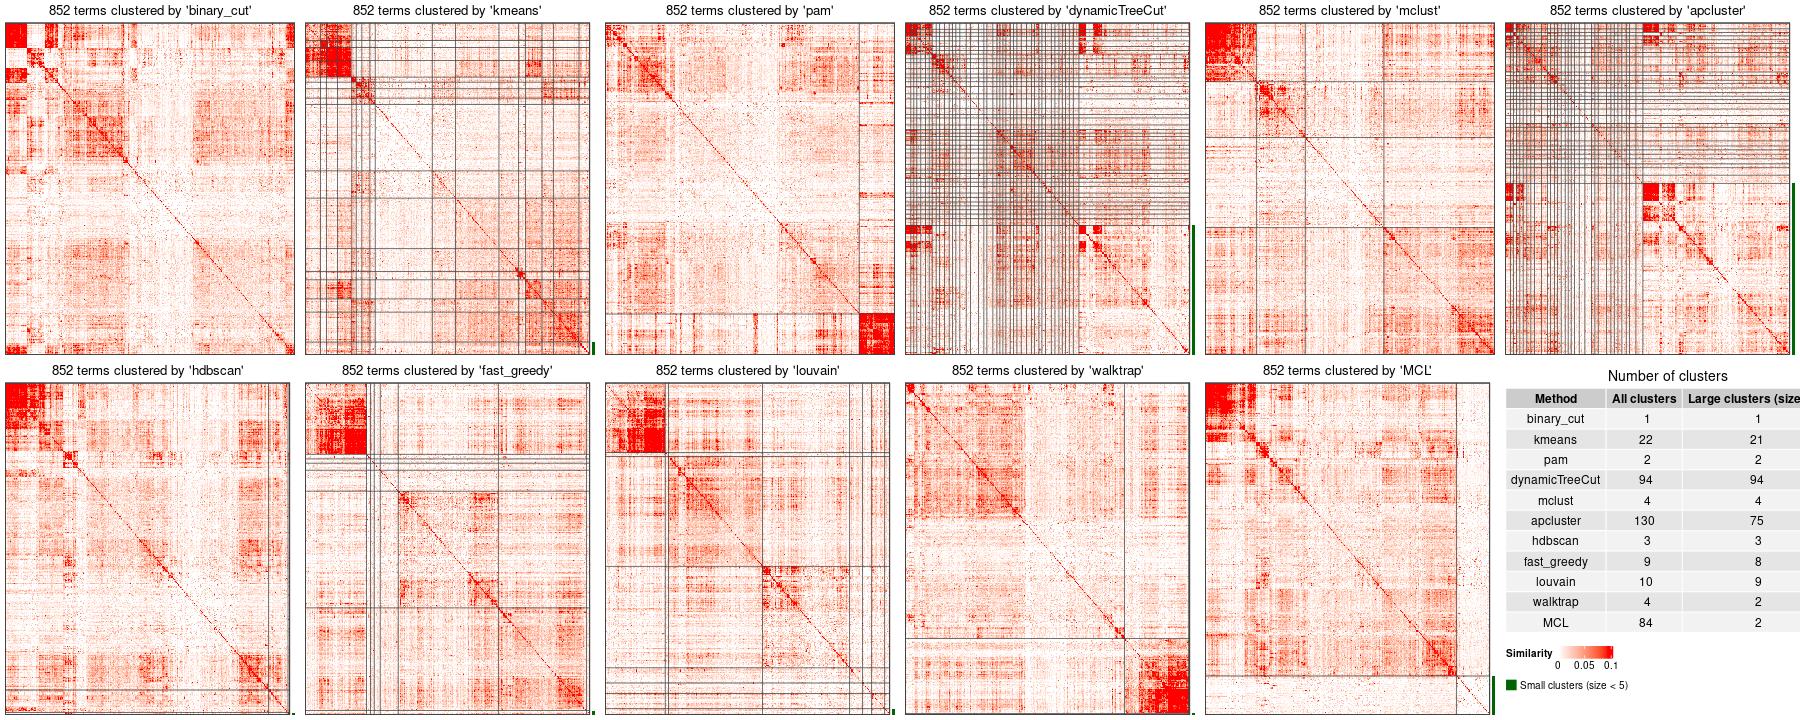 852 terms clustered by 'binary_cut'
852 terms clustered by 'kmeans'
852 terms clustered by 'pam'
852 terms clustered by 'dynamicTreeCut'
852 terms clustered by 'mclust'
852 terms clustered by 'apcluster'
852 terms clustered by 'hdbscan'
852 terms clustered by 'fast_greedy'
852 terms clustered by 'louvain'
852 terms clustered by 'walktrap'
852 terms clustered by 'MCL'
Number of clusters
Method All clusters Large clusters (size
binary_cut 1 1
kmeans 22 21
pam 2 2
dynamicTreeCut 94 94
mclust 4 4
apcluster 130 75
hdbscan 3 3
fast_greedy 9 8
louvain 10 9
walktrap 4 2
MCL 84 2
Similarity
0 0.05 0.1
Small clusters (size < 5)